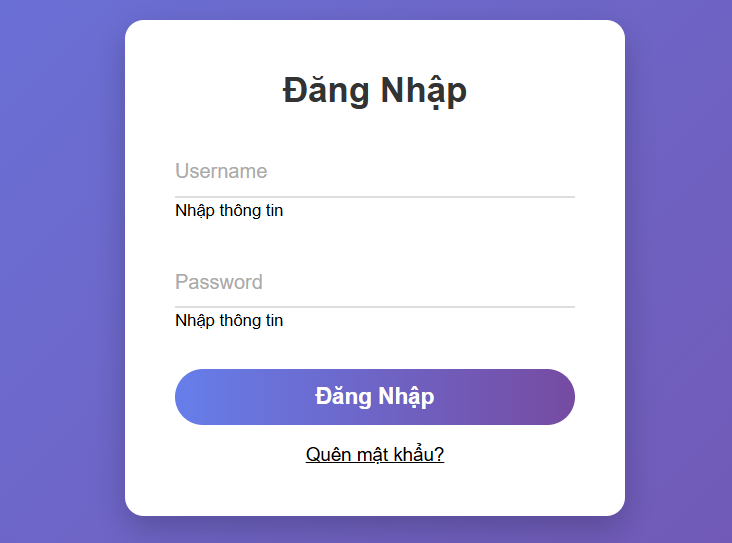 Đăng Nhập
Username
Nhập thông tin
Password
Nhập thông tin
Đăng Nhập
Quên mật khẩu?